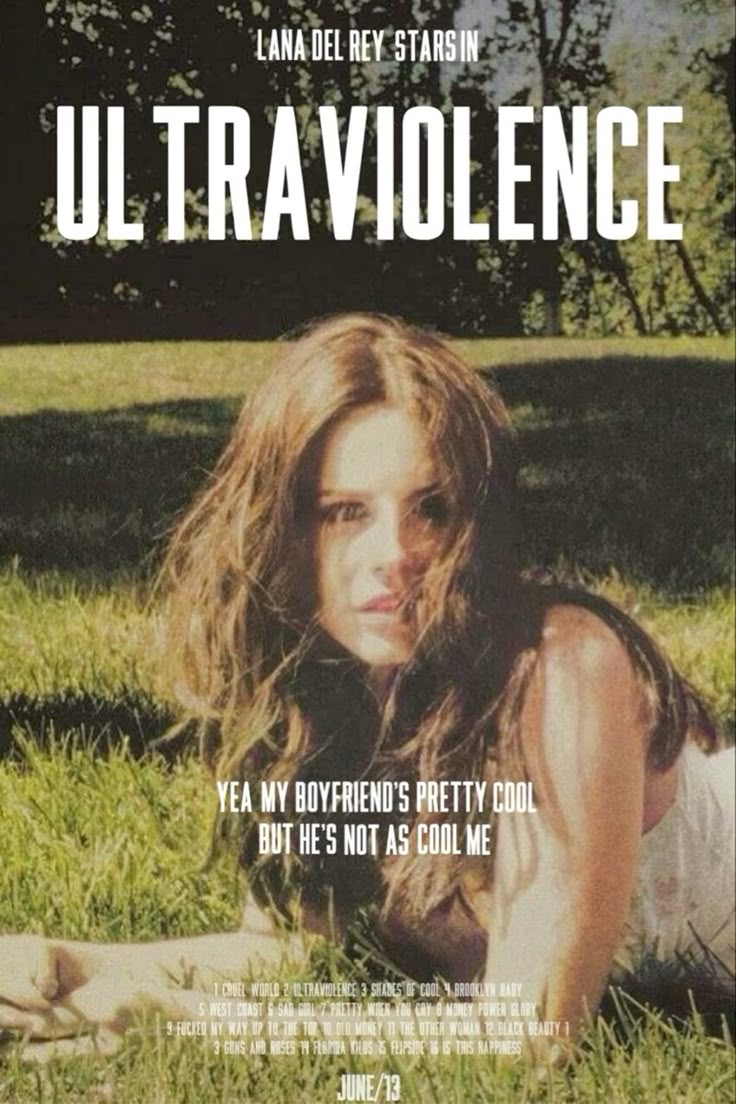 LANA DEL REY STARS IN
ULTRAVIOLENCE
YEA MY BOYFRIEND'S PRETTY COOL
BUT HE'S NOT AS COOL ME
1 CRUEL WORLD 2 ULTRAVIOLENCE 3 SHADES OF COOL 4 BROOKLYN BABY
5 WEST COAST 6 SAD GIRL 7 PRETTY WHEN YOU CRY 8 MONEY POWER GLORY
9 FUCKED MY WAY UP TO THE TOP 10 OLD MONEY 11 THE OTHER WOMAN 12 BLACK BEAUTY 1
3 GUNS AND ROSES 14 FLORIDA KILOS 15 FLIPSIDE 16 IS THIS HAPPINESS
JUNE/13